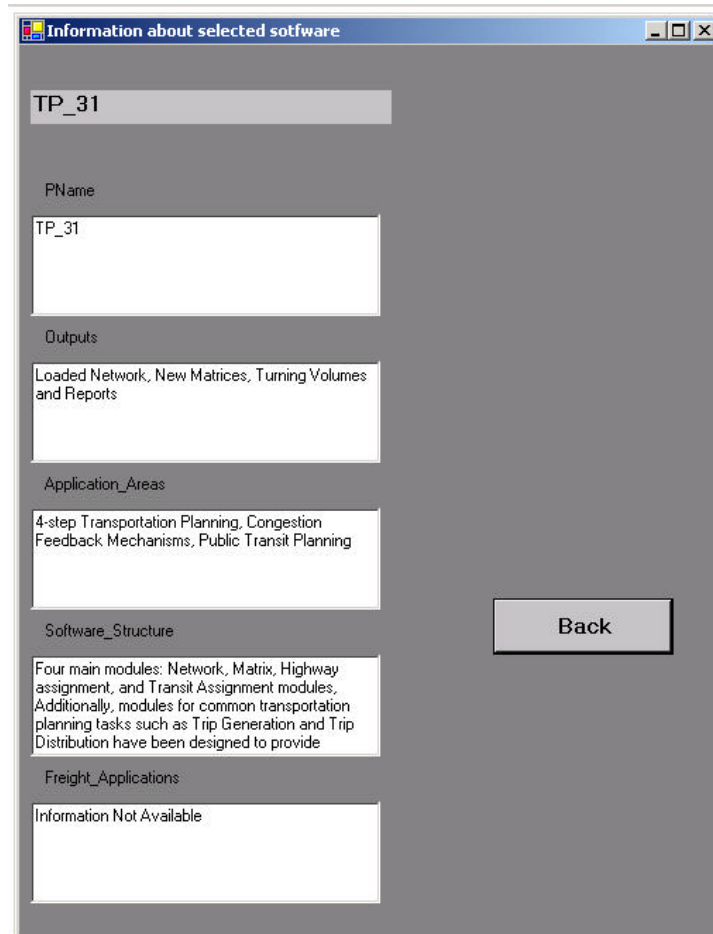 Information about selected sotfware
TP_31
PName
TP_31
Outputs
Loaded Network, New Matrices, Turning Volumes
and Reports
Application_Areas
4-step Transportation Planning, Congestion
Feedback Mechanisms, Public Transit Planning
Software_Structure
Back
Four main modules: Network, Matrix, Highway
assignment, and Transit Assignment modules,
Additionally, modules for common transportation
planning tasks such as Trip Generation and Trip
Distribution have been designed to provide
Freight_Applications
Information Not Available